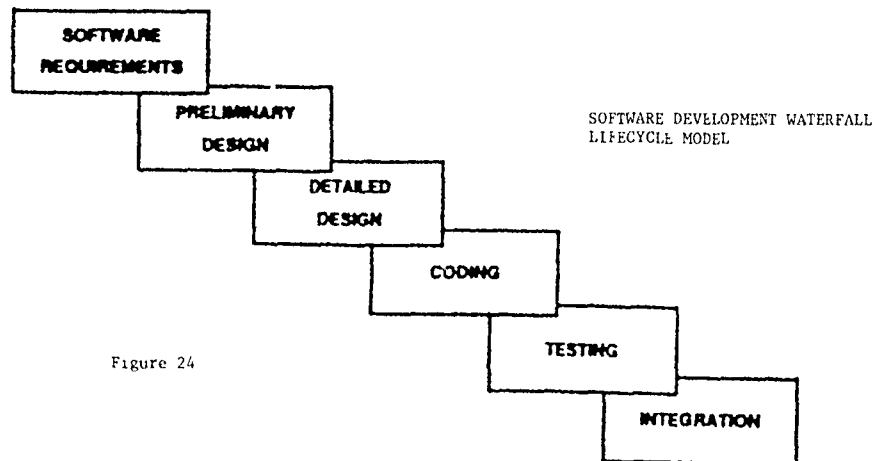 SOFTWARE
REQUIREMENTS
PRELIMINARY
DESIGN
SOFTWARE DEVELOPMENT WATERFALL
LIFECYCLE MODEL
DETAILED
DESIGN
CODING
TESTING
Figure 24
INTEGRATION